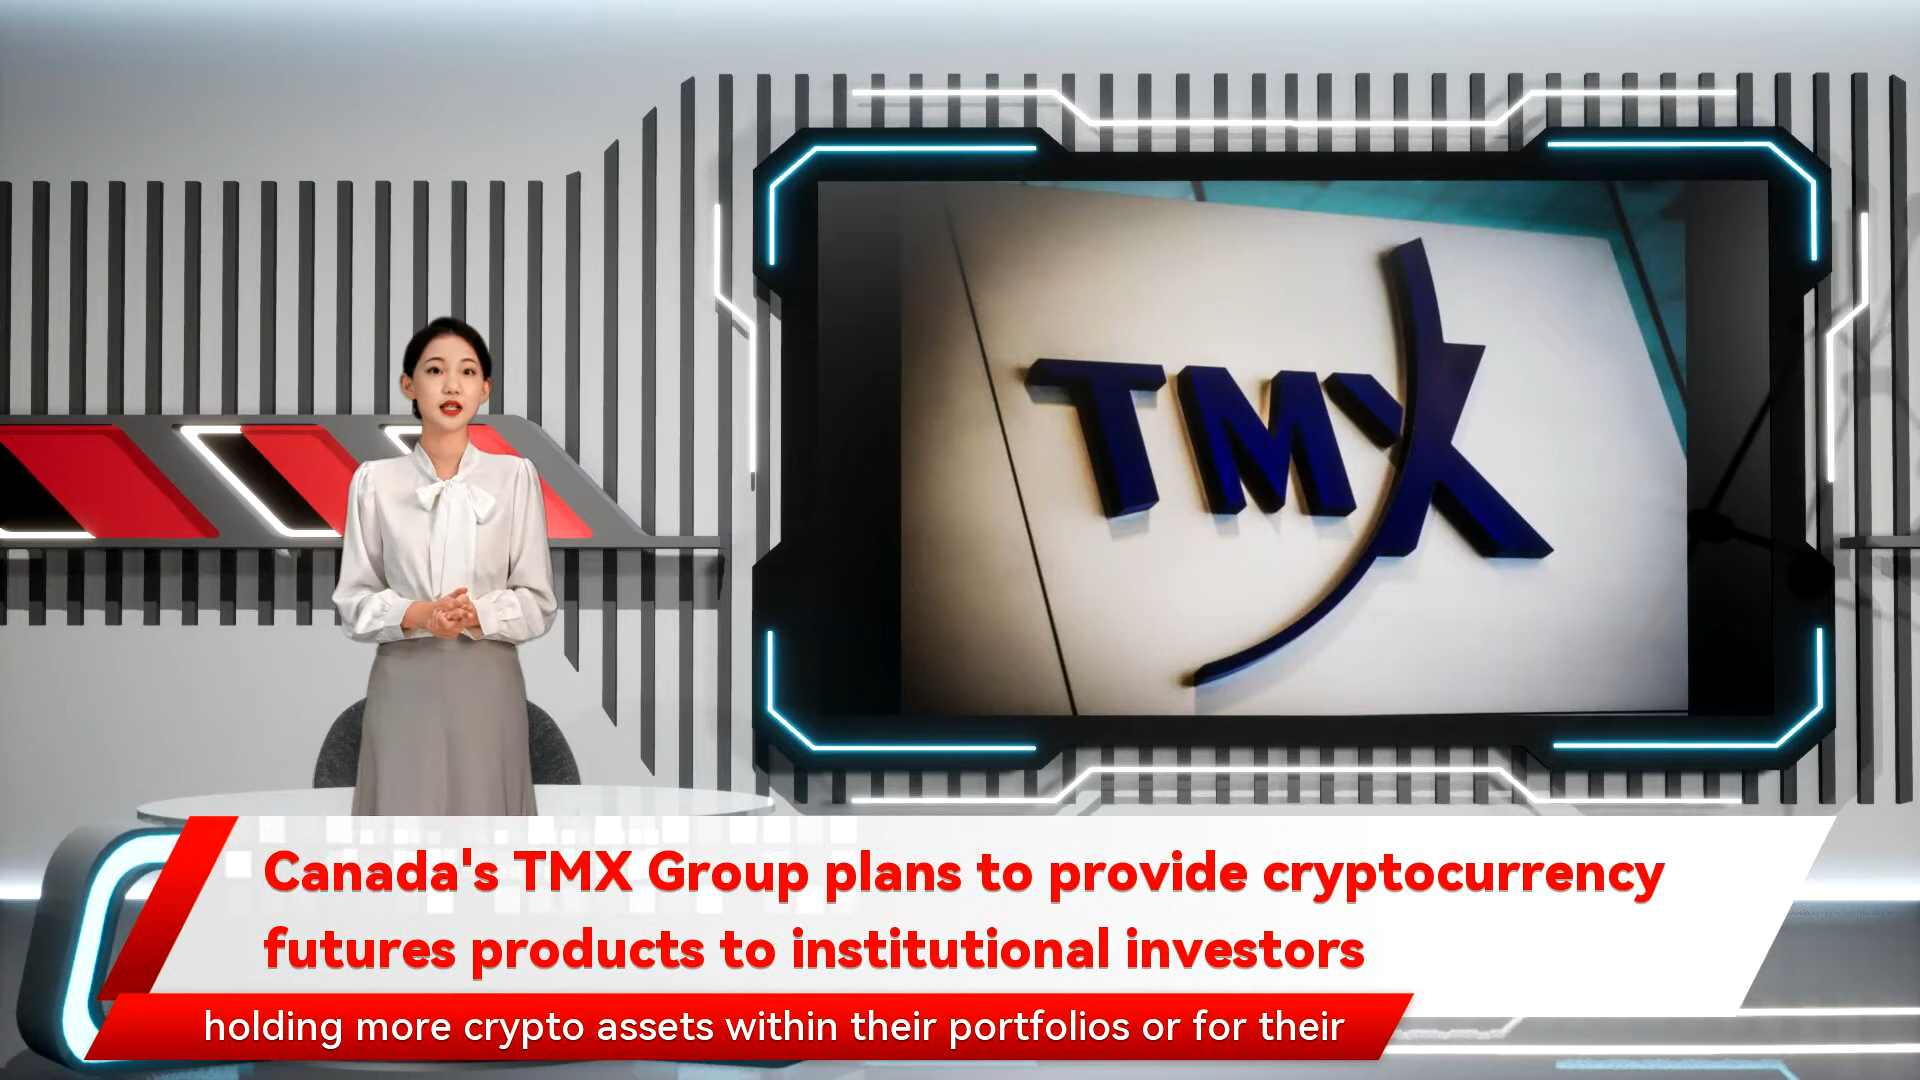 TMX
Canada's TMX Group plans to provide cryptocurrency
futures products to institutional investors
holding more crypto assets within their portfolios or for their